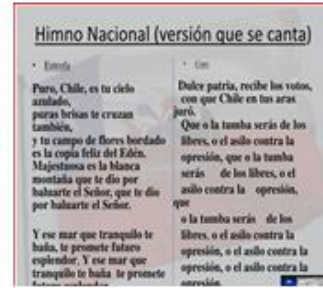 Himno Nacional (versión que se canta)
• Estrofa
Puro, Chile, es tu cielo
azulado,
puras brisas te cruzan
también,
y tu campo de flores bordado
es la copia feliz del Edén.
Majestuosa es la blanca
montaña que te dio por
baluarte el Señor, que te dio
por baluarte el Señor.
Y ese mar que tranquilo te
baña, te promete futuro
esplendor, Y ese mar que
tranquilo te baña te promete
futuro esplendor
• Coro
Dulce patria, recibe los votos,
con que Chile en tus aras
juró.
Que o la tumba serás de los
libres, o el asilo contra la
opresión, que o la tumba
serás de los libres, o el
asilo contra la opresión,
que
o la tumba serás de los
libres, o el asilo contra la
opresión, o el asilo contra la
opresión, o el asilo contra la
opresión.